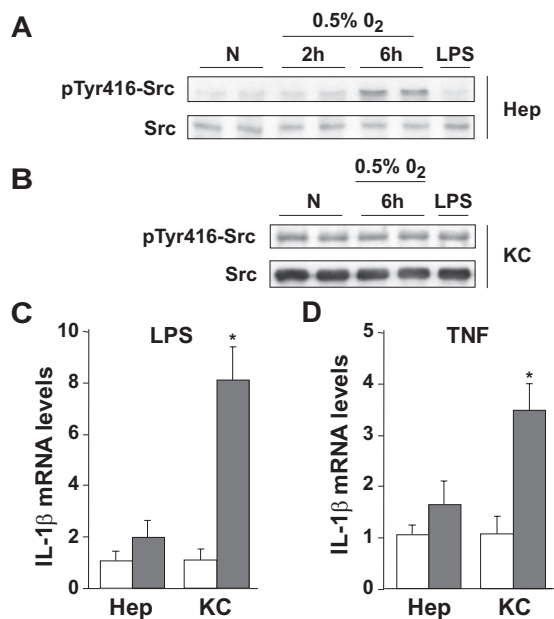 A
0.5% 0₂
N 2h 6h LPS
pTyr416-Src
Src
Hep
B
0.5% 0₂
N 6h LPS
pTyr416-Src
Src
KC
C
LPS
IL-1β mRNA levels
10
8
6
4
2
0
*
Hep KC
D
TNF
IL-1β mRNA levels
5
4
3
2
1
0
*
Hep KC